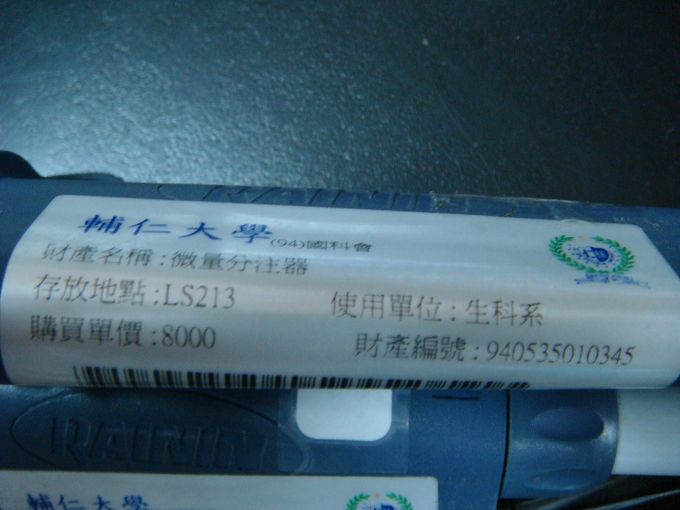 RAININ
輔仁大學 (94)國科會
財產名稱:微量分注器
存放地點:LS213 使用單位:生科系
購買單價:8000 財產編號:940535010345
RAININ
輔仁大學